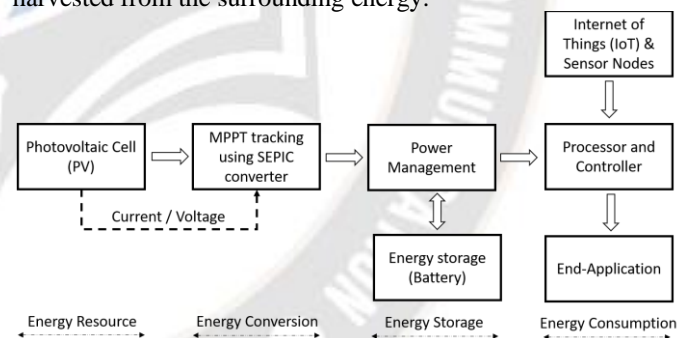 harvested from the surrounding energy.
Internet of
Things (IoT) &
Sensor Nodes
Photovoltaic Cell
(PV)
MPPT tracking
using SEPIC
converter
Power
Management
Processor and
Controller
Current / Voltage
Energy storage
(Battery)
End-Application
Energy Resource
Energy Conversion
Energy Storage
Energy Consumption